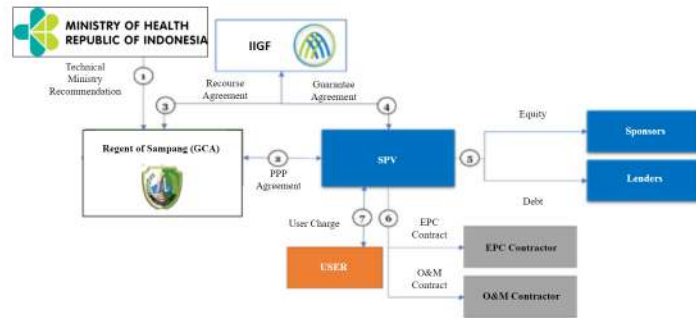 MINISTRY OF HEALTH
REPUBLIC OF INDONESIA
IIGF
Technical
Ministry
Recommendation
1
Recourse
Agreement
Guarantee
Agreement
3
4
Regent of Sampang (GCA)
2
PPP
Agreement
SPV
5
Equity
Sponsors
Lenders
Debt
User Charge
7
6
EPC
Contract
EPC Contractor
USER
O&M
Contract
O&M Contractor